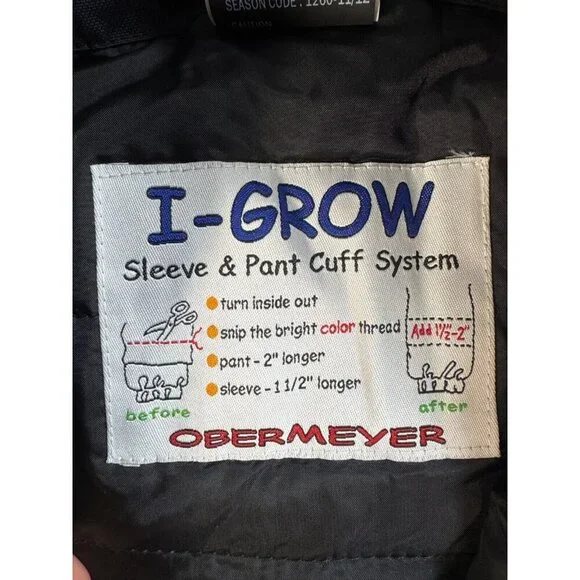 SEASON CODE: 1260-11/12
CAUTION
I-GROW
Sleeve & Pant Cuff System
turn inside out
snip the bright color thread
pant - 2" longer
sleeve - 1 1/2" longer
before
Add 1½"-2"
after
OBERMEYER